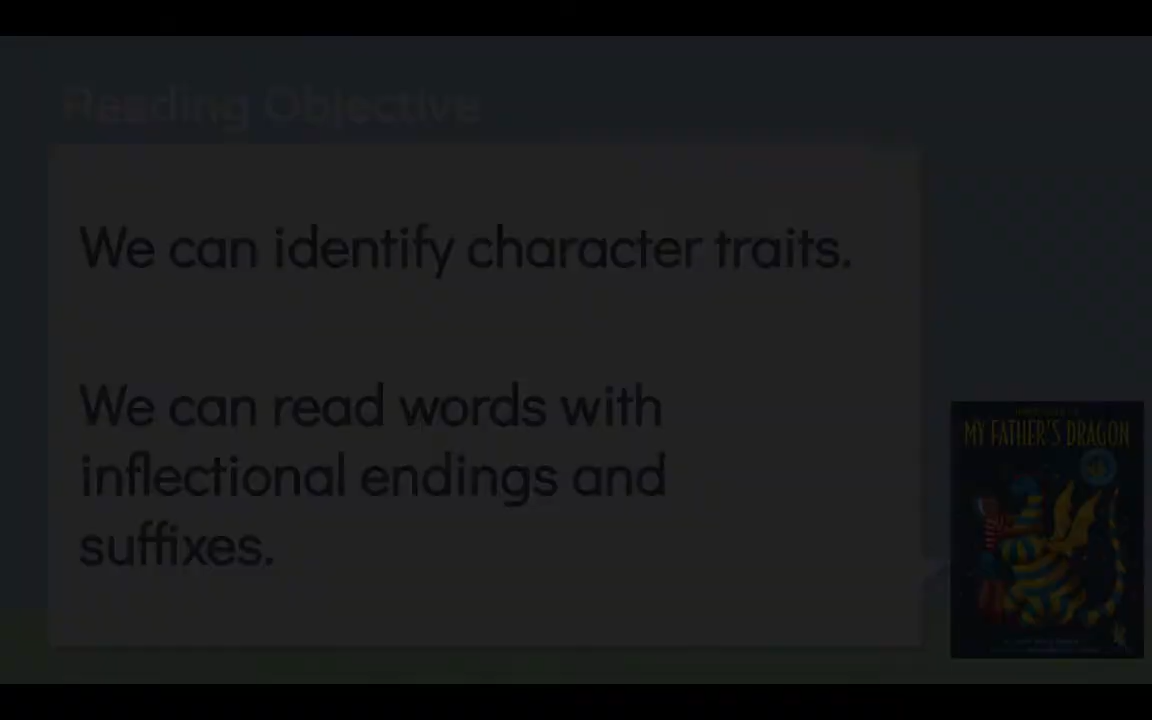 Reading Objective
We can identify character traits.
We can read words with
inflectional endings and
suffixes.
MY FATHER'S DRAGON